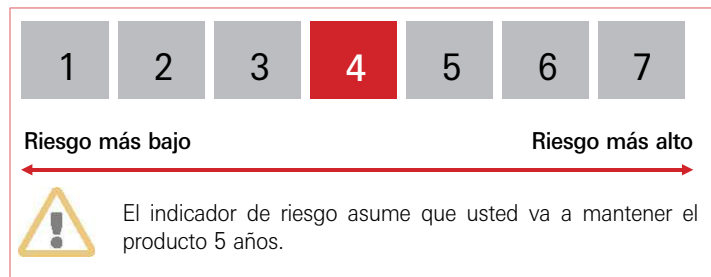 1 2 3 4 5 6 7
Riesgo más bajo Riesgo más alto
El indicador de riesgo asume que usted va a mantener el
producto 5 años.